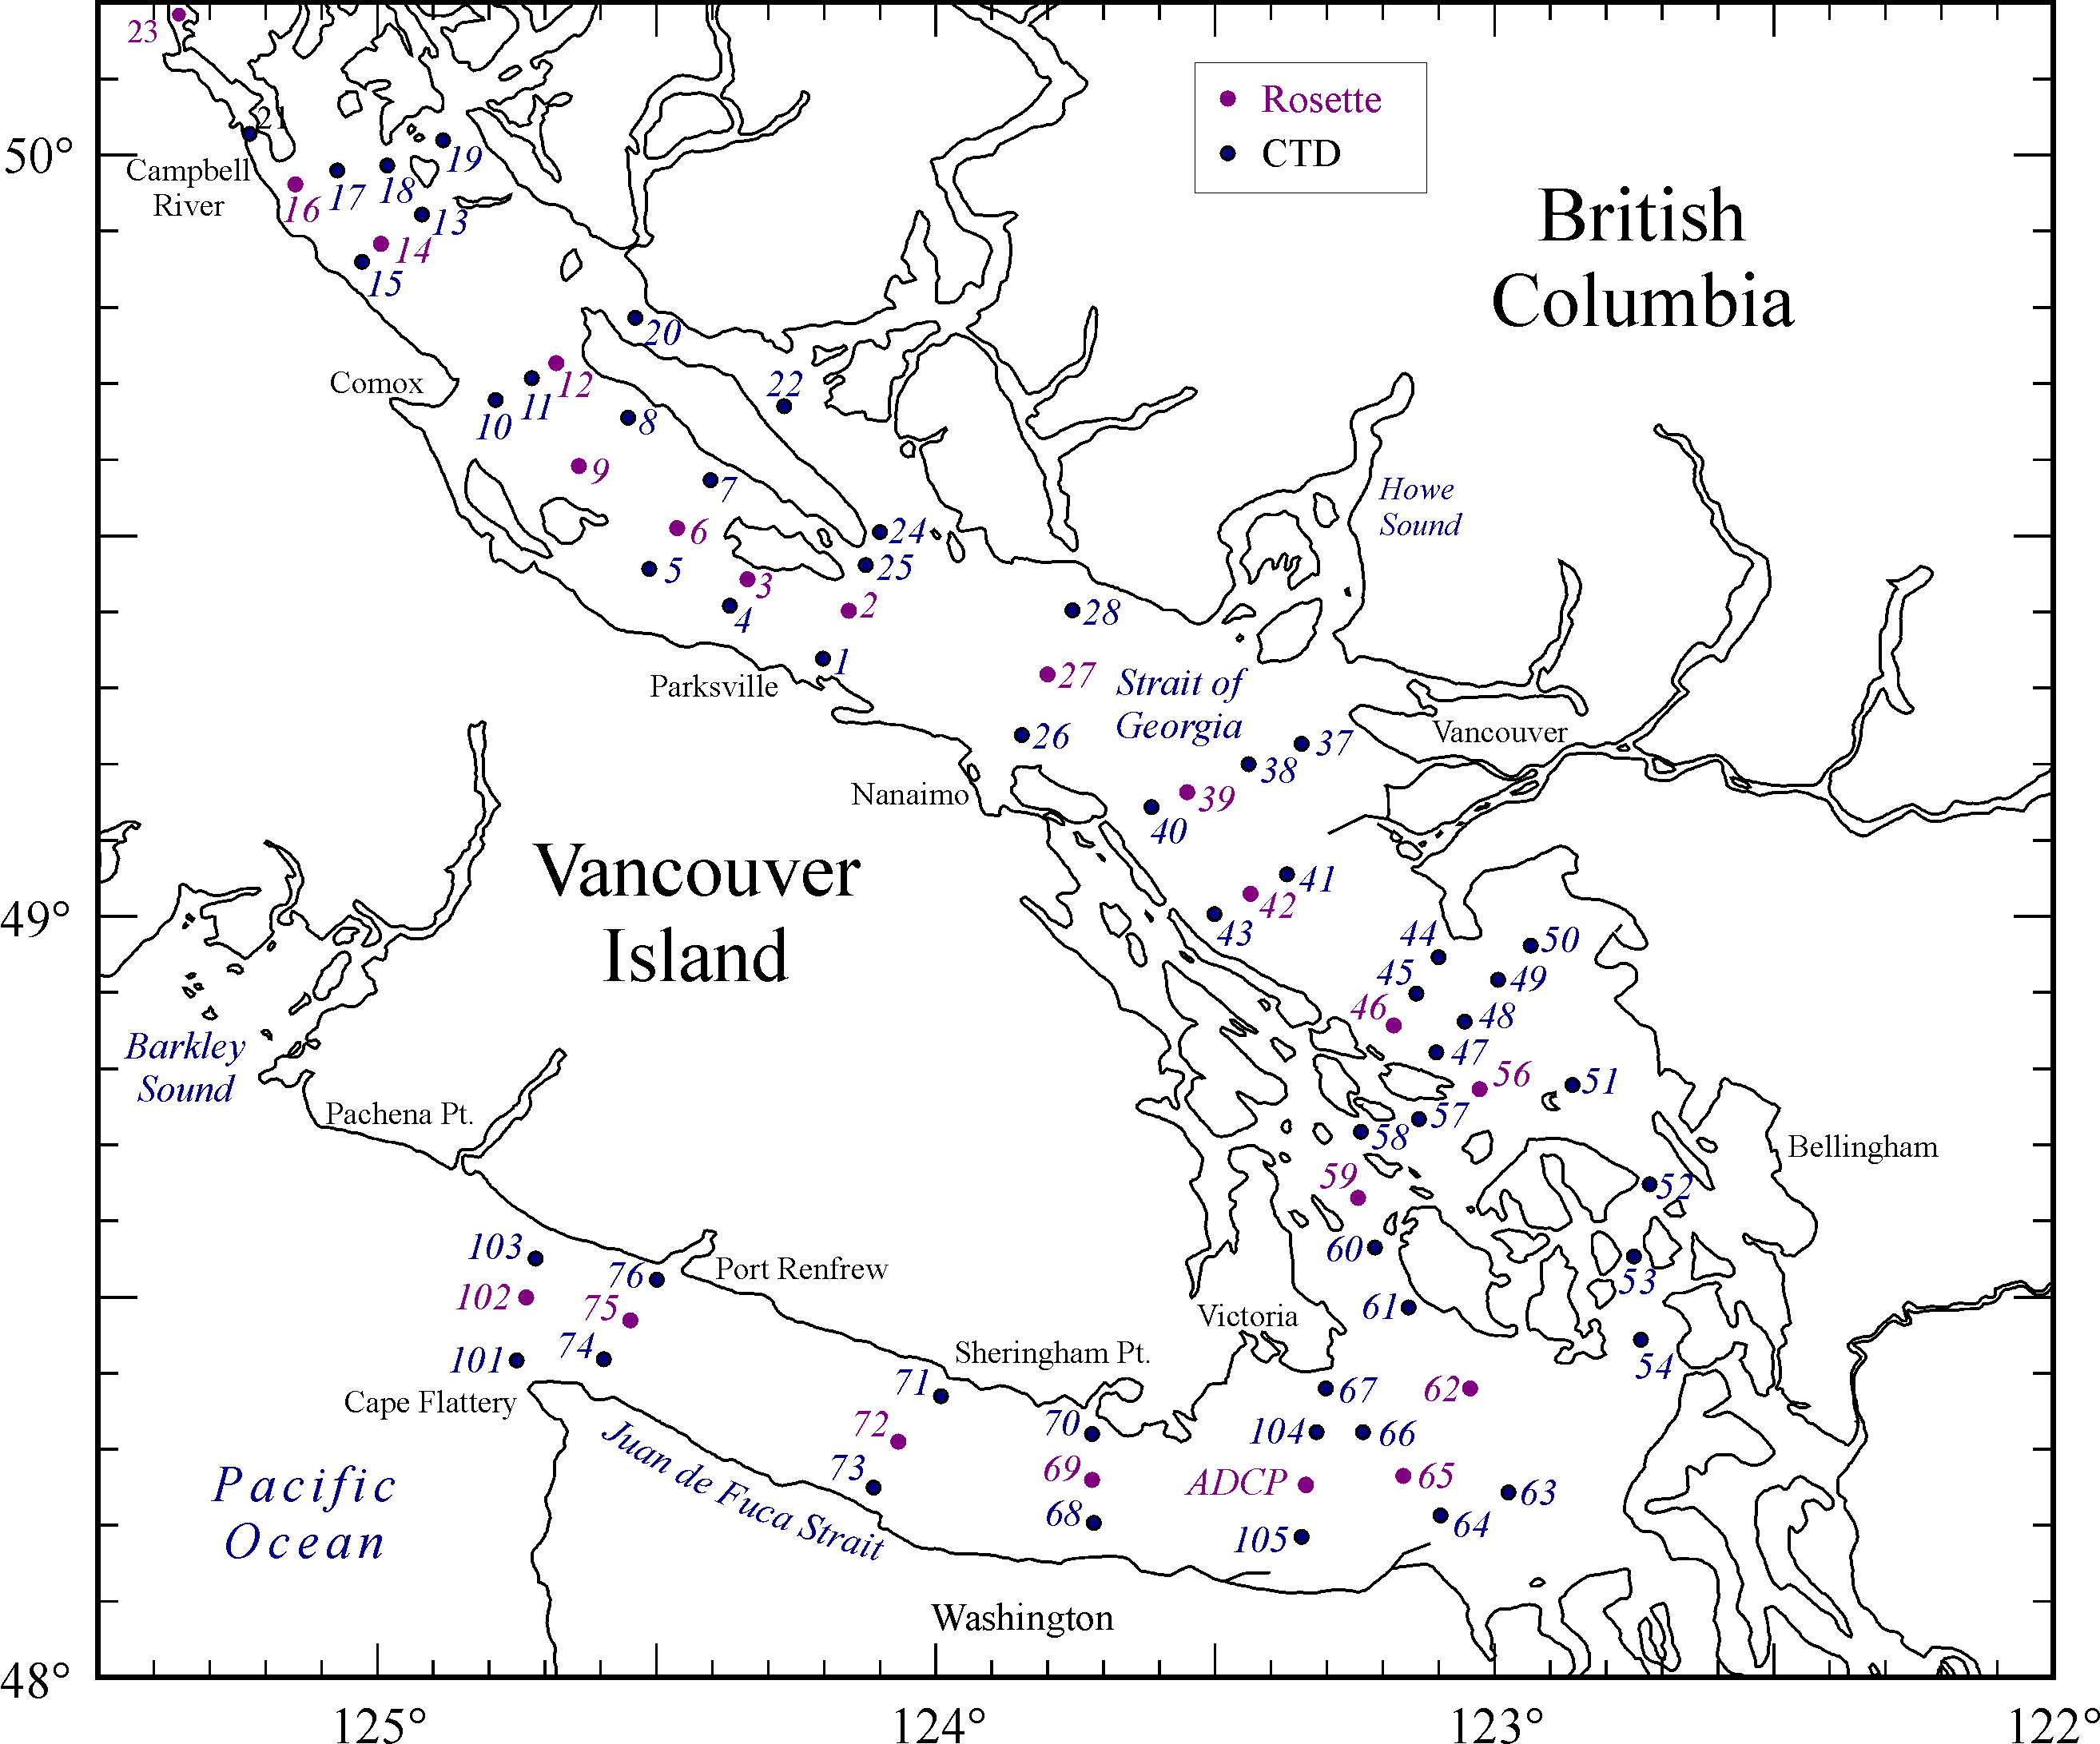 23
Rosette
CTD
21
50°
Campbell
River
19
18
17
16
13
14
15
British
Columbia
20
Comox
12
11
10
22
8
9
7
Howe
Sound
6
24
25
5
3
4
2
28
1
Parksville
27
Strait of
Georgia
26
37
Vancouver
38
Nanaimo
39
40
Vancouver
Island
41
42
43
49°
44
50
45
49
46
48
47
Barkley
Sound
56
51
Pachena Pt.
57
58
Bellingham
59
52
103
60
76
Port Renfrew
53
102
75
61
Victoria
74
101
Sheringham Pt.
54
Cape Flattery
71
67
62
72
70
104
66
Juan de Fuca Strait
73
69
ADCP
65
63
Pacific
Ocean
68
64
105
Washington
48°
125°
124°
123°
122°